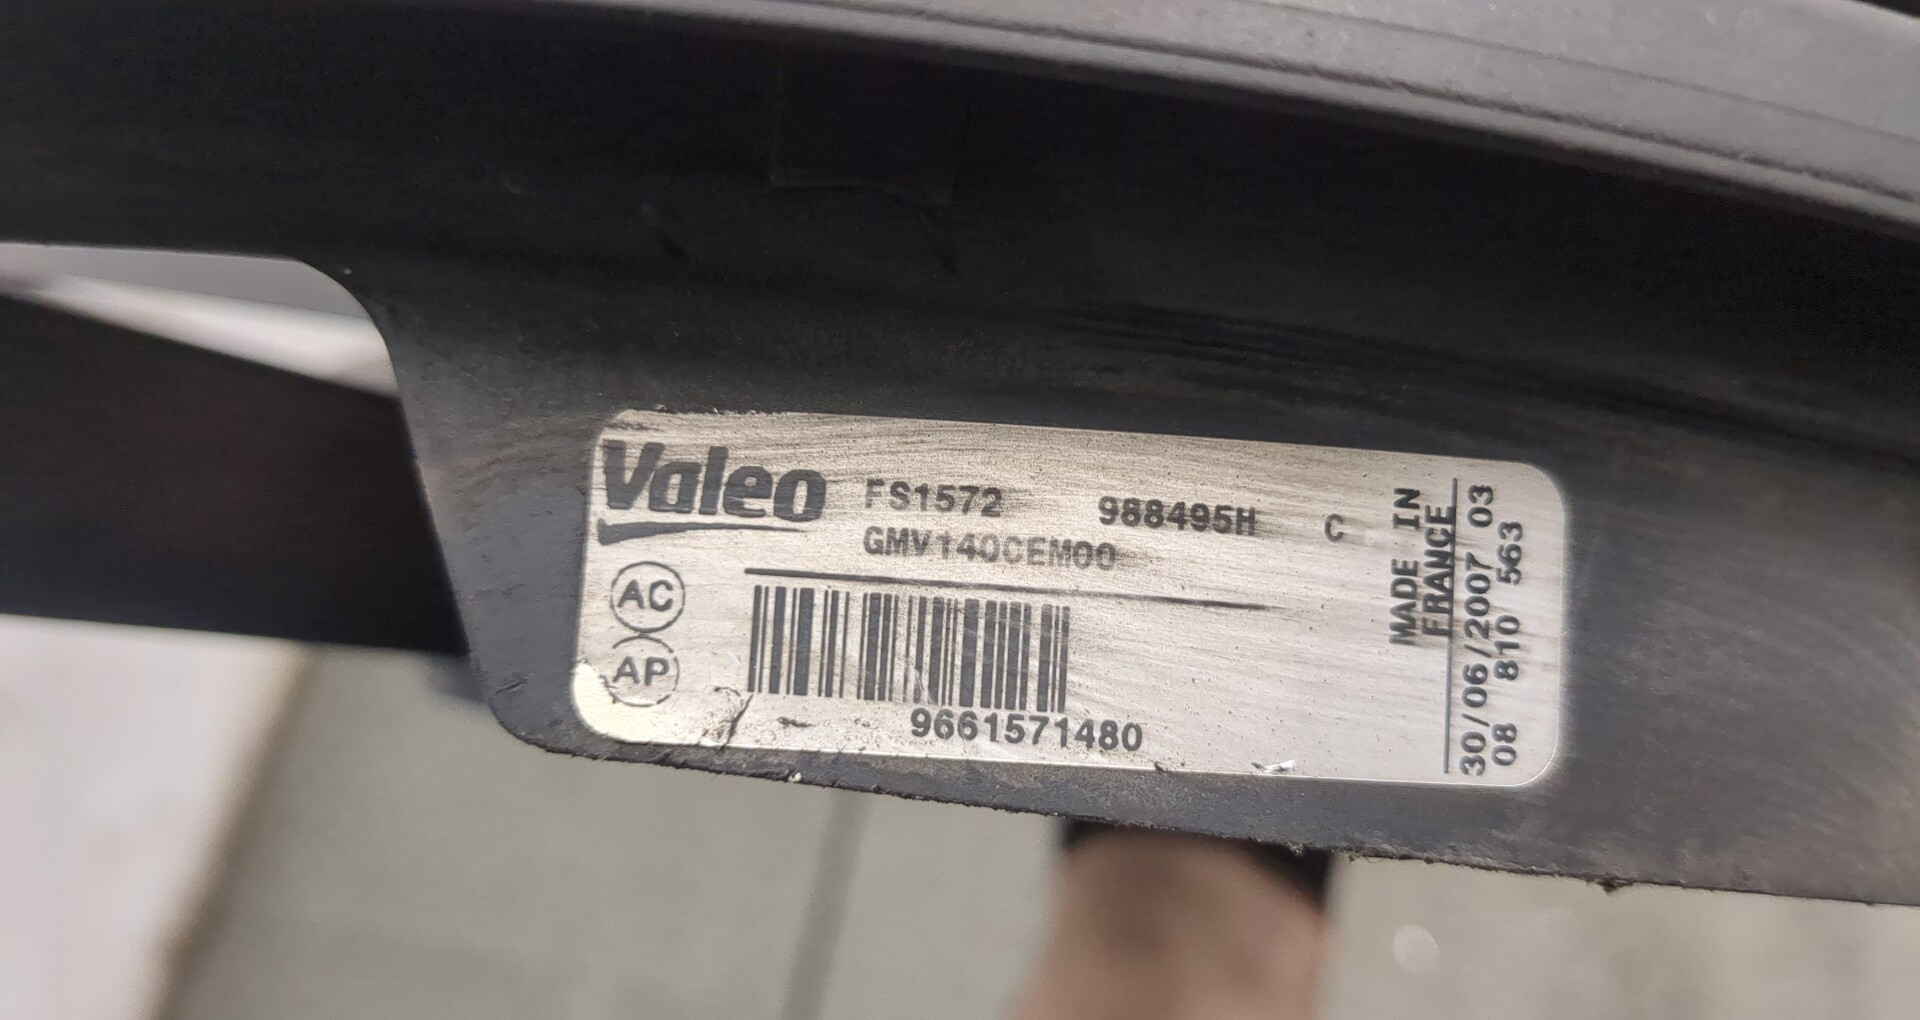 Valeo FS1572 988495H C
GMV140CEM00
AC
AP
9661571480
MADE IN
FRANCE
30/06/2007 03
08 810 563